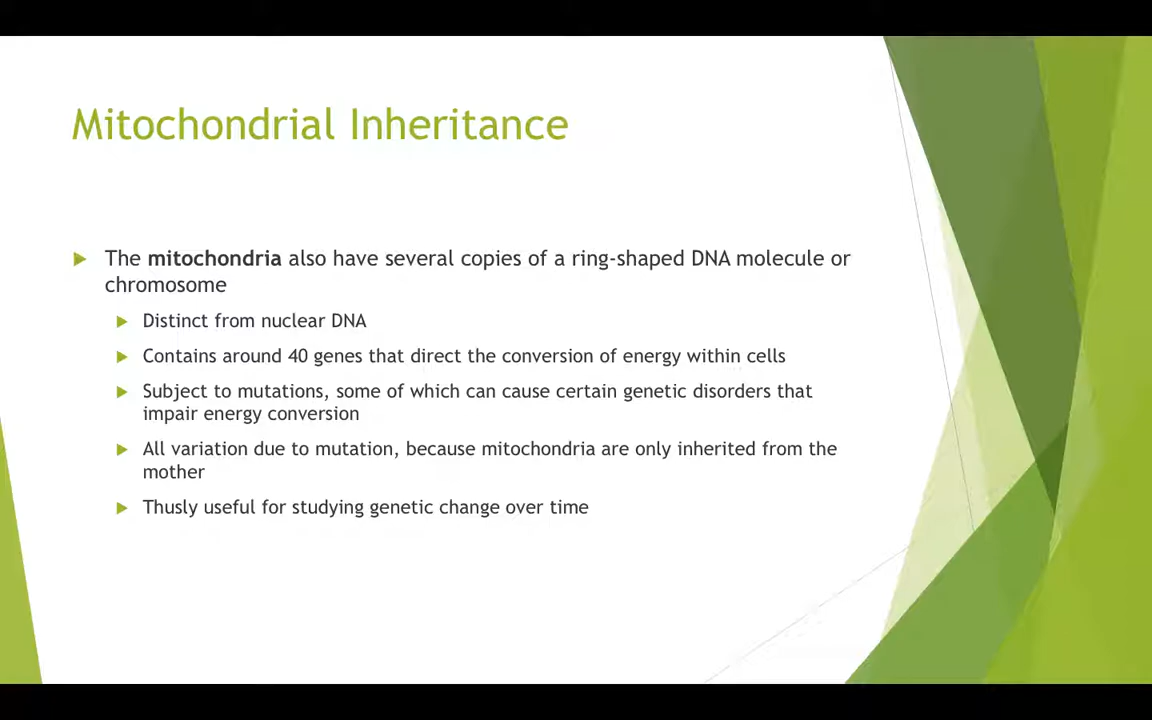 Mitochondrial Inheritance
The mitochondria also have several copies of a ring-shaped DNA molecule or
chromosome
Distinct from nuclear DNA
Contains around 40 genes that direct the conversion of energy within cells
Subject to mutations, some of which can cause certain genetic disorders that
impair energy conversion
All variation due to mutation, because mitochondria are only inherited from the
mother
Thusly useful for studying genetic change over time